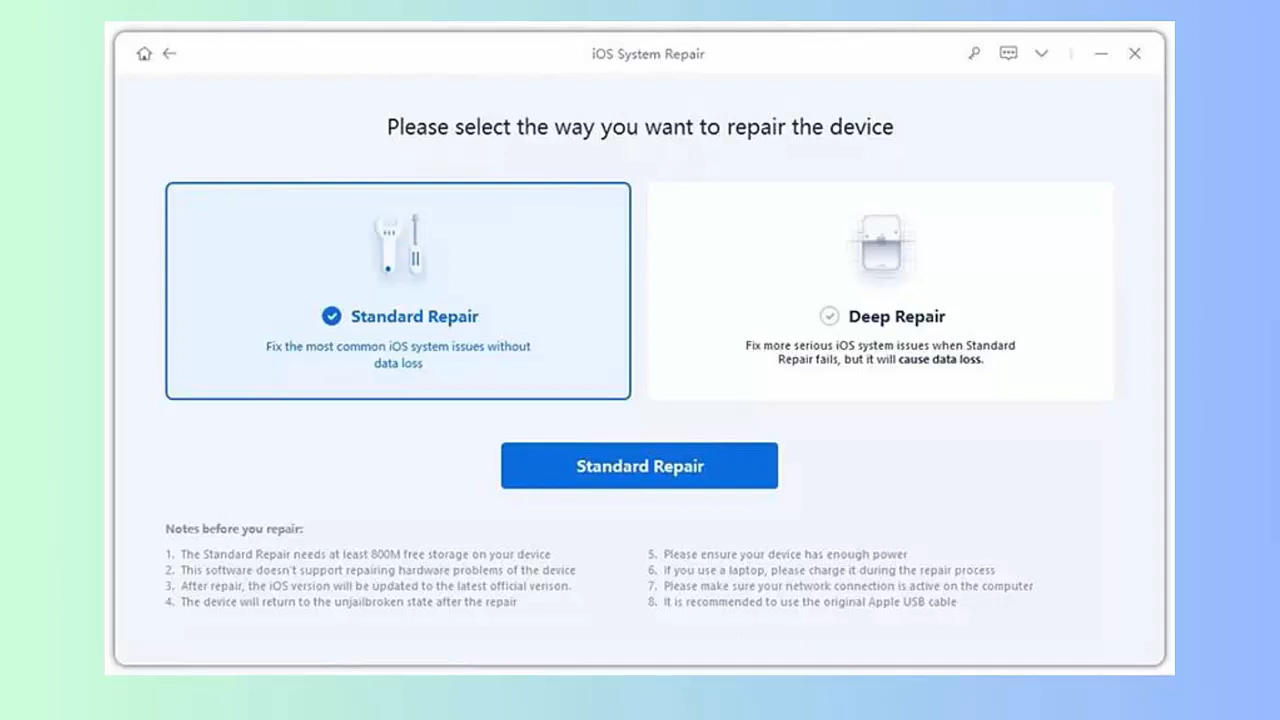 iOS System Repair
Please select the way you want to repair the device
Standard Repair
Fix the most common iOS system issues without
data loss
Deep Repair
Fix more serious iOS system issues when Standard
Repair fails, but it will cause data loss.
Standard Repair
Notes before you repair:
1. The Standard Repair needs at least 800M free storage on your device
2. This software doesn't support repairing hardware problems of the device
3. After repair, the iOS version will be updated to the latest official verison.
4. The device will return to the unjailbroken state after the repair
5. Please ensure your device has enough power
6. If you use a laptop, please charge it during the repair process
7. Please make sure your network connection is active on the computer
8. It is recommended to use the original Apple USB cable